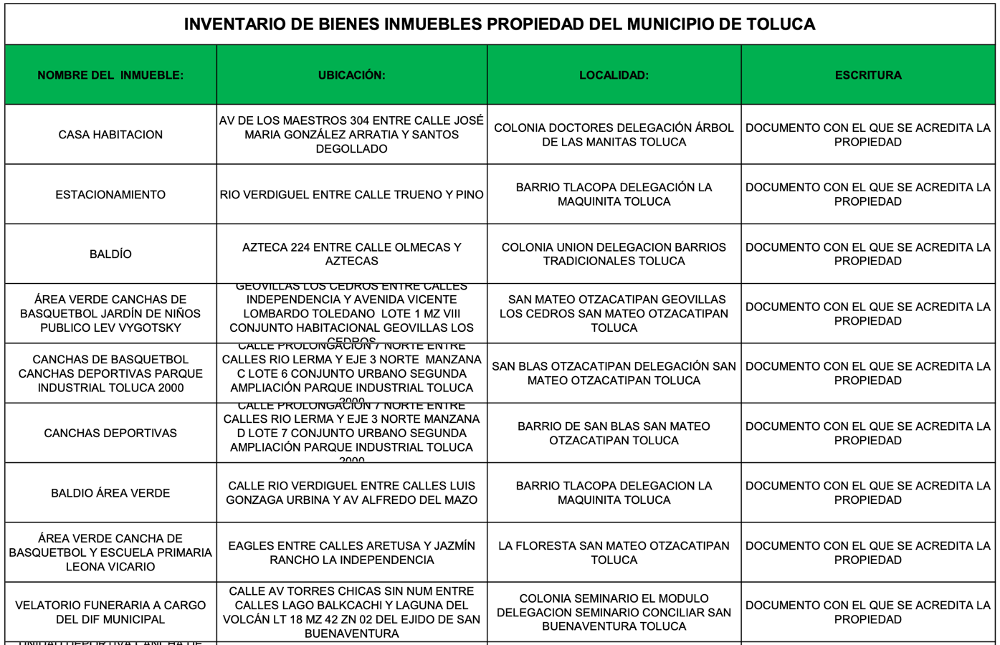 INVENTARIO DE BIENES INMUEBLES PROPIEDAD DEL MUNICIPIO DE TOLUCA
NOMBRE DEL  INMUEBLE:
UBICACIÓN:
LOCALIDAD:
ESCRITURA
CASA HABITACION
AV DE LOS MAESTROS 304 ENTRE CALLE JOSÉ
MARIA GONZÁLEZ ARRATIA Y SANTOS
DEGOLLADO
COLONIA DOCTORES DELEGACIÓN ÁRBOL
DE LAS MANITAS TOLUCA
DOCUMENTO CON EL QUE SE ACREDITA LA
PROPIEDAD
ESTACIONAMIENTO
RIO VERDIGUEL ENTRE CALLE TRUENO Y PINO
BARRIO TLACOPA DELEGACIÓN LA
MAQUINITA TOLUCA
DOCUMENTO CON EL QUE SE ACREDITA LA
PROPIEDAD
BALDÍO
AZTECA 224 ENTRE CALLE OLMECAS Y
AZTECAS
COLONIA UNION DELEGACION BARRIOS
TRADICIONALES TOLUCA
DOCUMENTO CON EL QUE SE ACREDITA LA
PROPIEDAD
ÁREA VERDE CANCHAS DE
BASQUETBOL JARDÍN DE NIÑOS
PUBLICO LEV VYGOTSKY
GEOVILLAS LOS CEDROS ENTRE CALLES
INDEPENDENCIA Y AVENIDA VICENTE
LOMBARDO TOLEDANO  LOTE 1 MZ VIII
CONJUNTO HABITACIONAL GEOVILLAS LOS
CEDROS
SAN MATEO OTZACATIPAN GEOVILLAS
LOS CEDROS SAN MATEO OTZACATIPAN
TOLUCA
DOCUMENTO CON EL QUE SE ACREDITA LA
PROPIEDAD
CANCHAS DE BASQUETBOL
CANCHAS DEPORTIVAS PARQUE
INDUSTRIAL TOLUCA 2000
CALLE PROLONGACIÓN 7 NORTE ENTRE
CALLES RIO LERMA Y EJE 3 NORTE  MANZANA
C LOTE 6 CONJUNTO URBANO SEGUNDA
AMPLIACIÓN PARQUE INDUSTRIAL TOLUCA
2000
SAN BLAS OTZACATIPAN DELEGACIÓN SAN
MATEO OTZACATIPAN TOLUCA
DOCUMENTO CON EL QUE SE ACREDITA LA
PROPIEDAD
CANCHAS DEPORTIVAS
CALLE PROLONGACIÓN 7 NORTE ENTRE
CALLES RIO LERMA Y EJE 3 NORTE MANZANA
D LOTE 7 CONJUNTO URBANO SEGUNDA
AMPLIACIÓN PARQUE INDUSTRIAL TOLUCA
2000
BARRIO DE SAN BLAS SAN MATEO
OTZACATIPAN TOLUCA
DOCUMENTO CON EL QUE SE ACREDITA LA
PROPIEDAD
BALDIO ÁREA VERDE
CALLE RIO VERDIGUEL ENTRE CALLES LUIS
GONZAGA URBINA Y AV ALFREDO DEL MAZO
BARRIO TLACOPA DELEGACION LA
MAQUINITA TOLUCA
DOCUMENTO CON EL QUE SE ACREDITA LA
PROPIEDAD
ÁREA VERDE CANCHA DE
BASQUETBOL Y ESCUELA PRIMARIA
LEONA VICARIO
EAGLES ENTRE CALLES ARETUSA Y JAZMÍN
RANCHO LA INDEPENDENCIA
LA FLORESTA SAN MATEO OTZACATIPAN
TOLUCA
DOCUMENTO CON EL QUE SE ACREDITA LA
PROPIEDAD
VELATORIO FUNERARIA A CARGO
DEL DIF MUNICIPAL
CALLE AV TORRES CHICAS SIN NUM ENTRE
CALLES LAGO BALKCACHI Y LAGUNA DEL
VOLCÁN LT 18 MZ 42 ZN 02 DEL EJIDO DE SAN
BUENAVENTURA
COLONIA SEMINARIO EL MODULO
DELEGACION SEMINARIO CONCILIAR SAN
BUENAVENTURA TOLUCA
DOCUMENTO CON EL QUE SE ACREDITA LA
PROPIEDAD
UNIDAD DEPORTIVA CANCHA DE